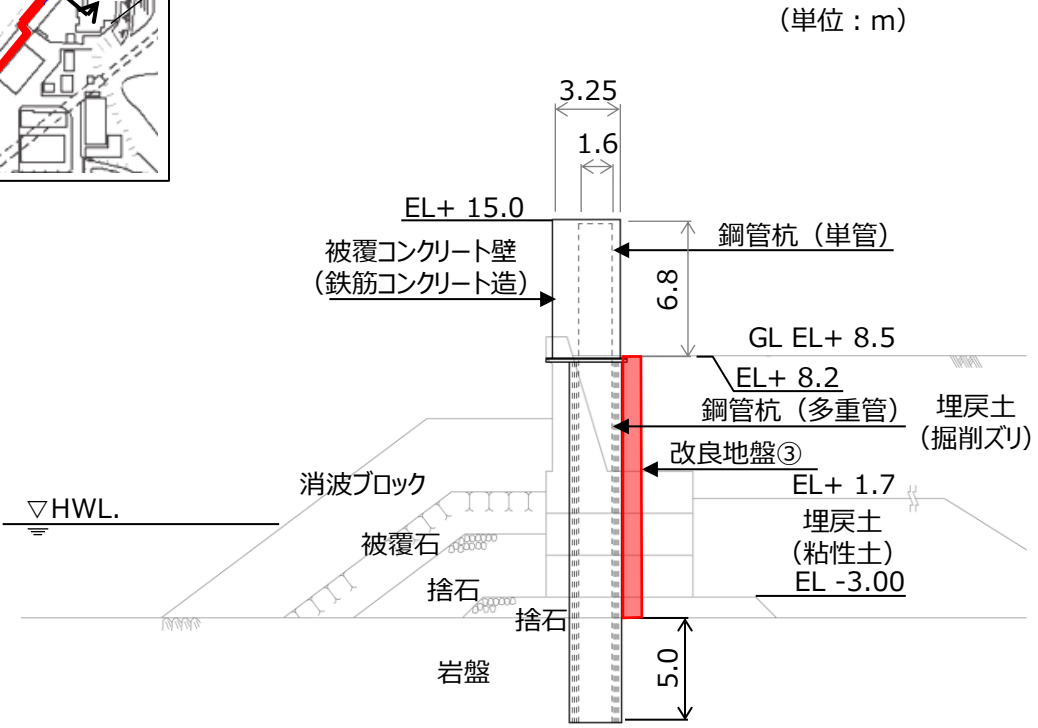 （単位：m）
3.25
1.6
EL+ 15.0
鋼管杭（単管）
被覆コンクリート壁
（鉄筋コンクリート造）
6.8
GL EL+ 8.5
EL+ 8.2
鋼管杭（多重管）
埋戻土
（掘削ズリ）
改良地盤③
消波ブロック
EL+ 1.7
▽HWL.
埋戻土
（粘性土）
被覆石
EL -3.00
捨石
捨石
岩盤
5.0